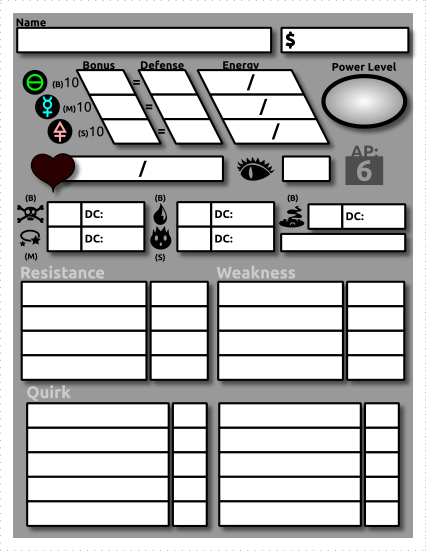 Name
$
Bonus Defense Energy Power Level
(B)10 = /
(M)10 = /
(S)10 = /
/ AP:
6
(B) (B) (B)
DC: DC: DC:
DC: DC:
(M) (S)
Resistance Weakness
Quirk